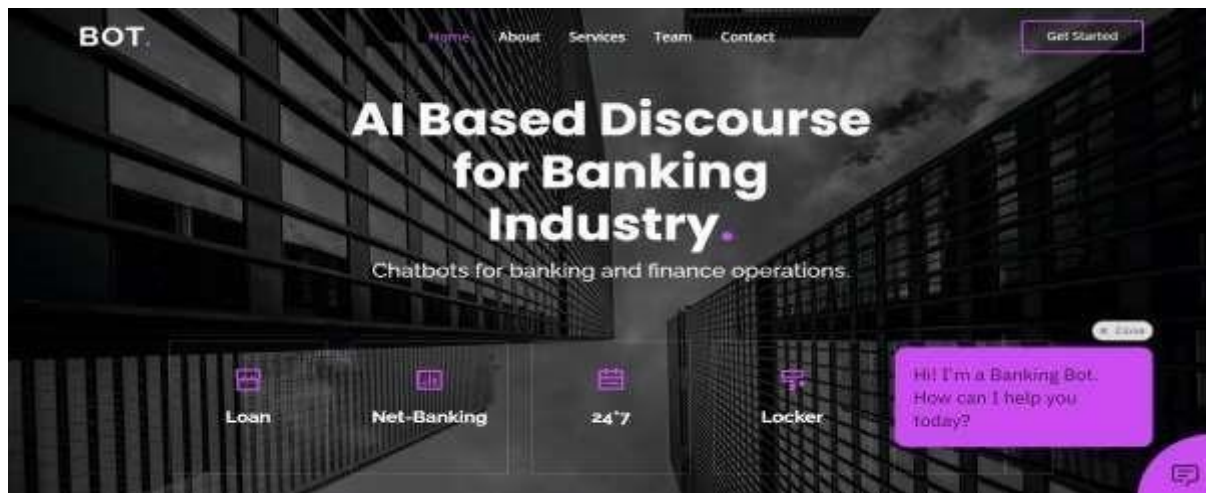 BOT.
Home About Services Team Contact
Get Started
AI Based Discourse
for Banking
Industry.
Chatbots for banking and finance operations.
× Close
Loan Net-Banking 24*7 Locker
Hi! I'm a Banking Bot.
How can I help you
today?